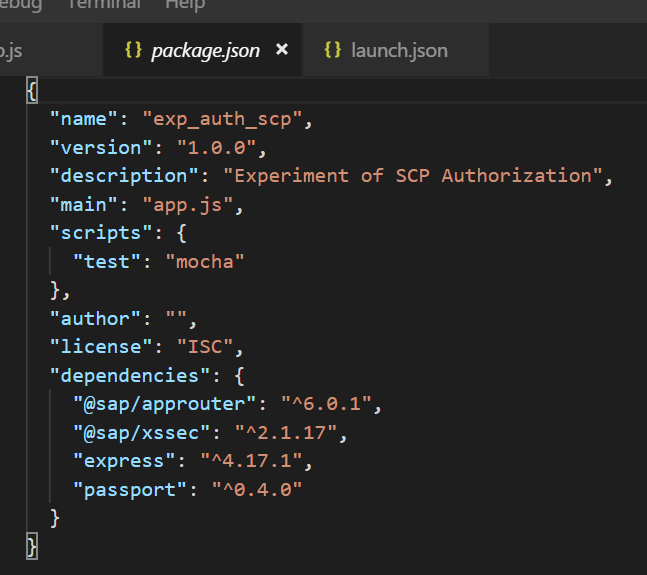 ebug Terminal Help
o.js {} package.json × {} launch.json
{
"name": "exp_auth_scp",
"version": "1.0.0",
"description": "Experiment of SCP Authorization",
"main": "app.js",
"scripts": {
"test": "mocha"
},
"author": "",
"license": "ISC",
"dependencies": {
"@sap/approuter": "^6.0.1",
"@sap/xssec": "^2.1.17",
"express": "^4.17.1",
"passport": "^0.4.0"
}
}